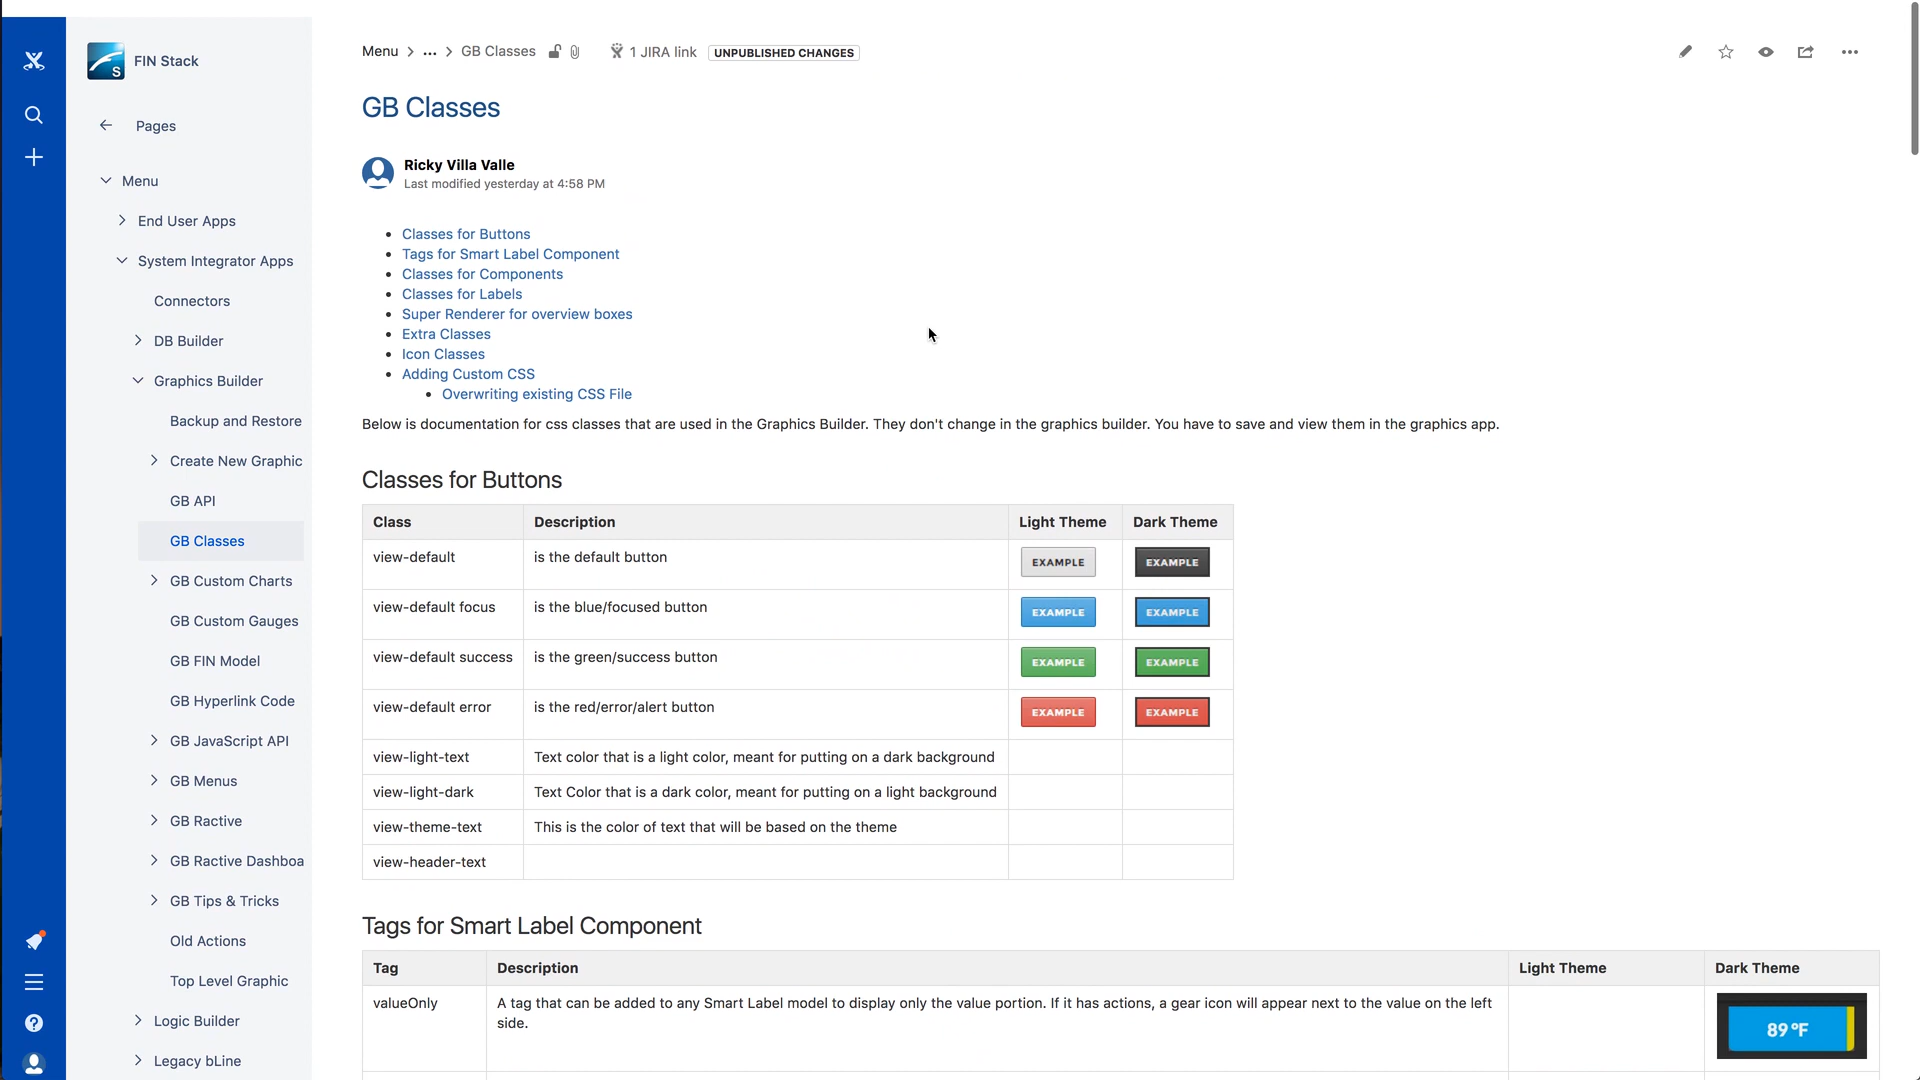 FIN Stack
Pages
Menu
End User Apps
System Integrator Apps
Connectors
DB Builder
Graphics Builder
Backup and Restore
Create New Graphic
GB API
GB Classes
GB Custom Charts
GB Custom Gauges
GB FIN Model
GB Hyperlink Code
GB JavaScript API
GB Menus
GB Ractive
GB Ractive Dashboa
GB Tips & Tricks
Old Actions
Top Level Graphic
Logic Builder
Legacy bLine
Menu > ... > GB Classes 1 JIRA link UNPUBLISHED CHANGES
GB Classes
Ricky Villa Valle
Last modified yesterday at 4:58 PM
• Classes for Buttons
• Tags for Smart Label Component
• Classes for Components
• Classes for Labels
• Super Renderer for overview boxes
• Extra Classes
• Icon Classes
• Adding Custom CSS
• Overwriting existing CSS File
Below is documentation for css classes that are used in the Graphics Builder. They don't change in the graphics builder. You have to save and view them in the graphics app.
Classes for Buttons
Class Description Light Theme Dark Theme
view-default is the default button EXAMPLE EXAMPLE
view-default focus is the blue/focused button EXAMPLE EXAMPLE
view-default success is the green/success button EXAMPLE EXAMPLE
view-default error is the red/error/alert button EXAMPLE EXAMPLE
view-light-text Text color that is a light color, meant for putting on a dark background
view-light-dark Text Color that is a dark color, meant for putting on a light background
view-theme-text This is the color of text that will be based on the theme
view-header-text
Tags for Smart Label Component
Tag Description Light Theme Dark Theme
valueOnly A tag that can be added to any Smart Label model to display only the value portion. If it has actions, a gear icon will appear next to the value on the left
side.
89 °F